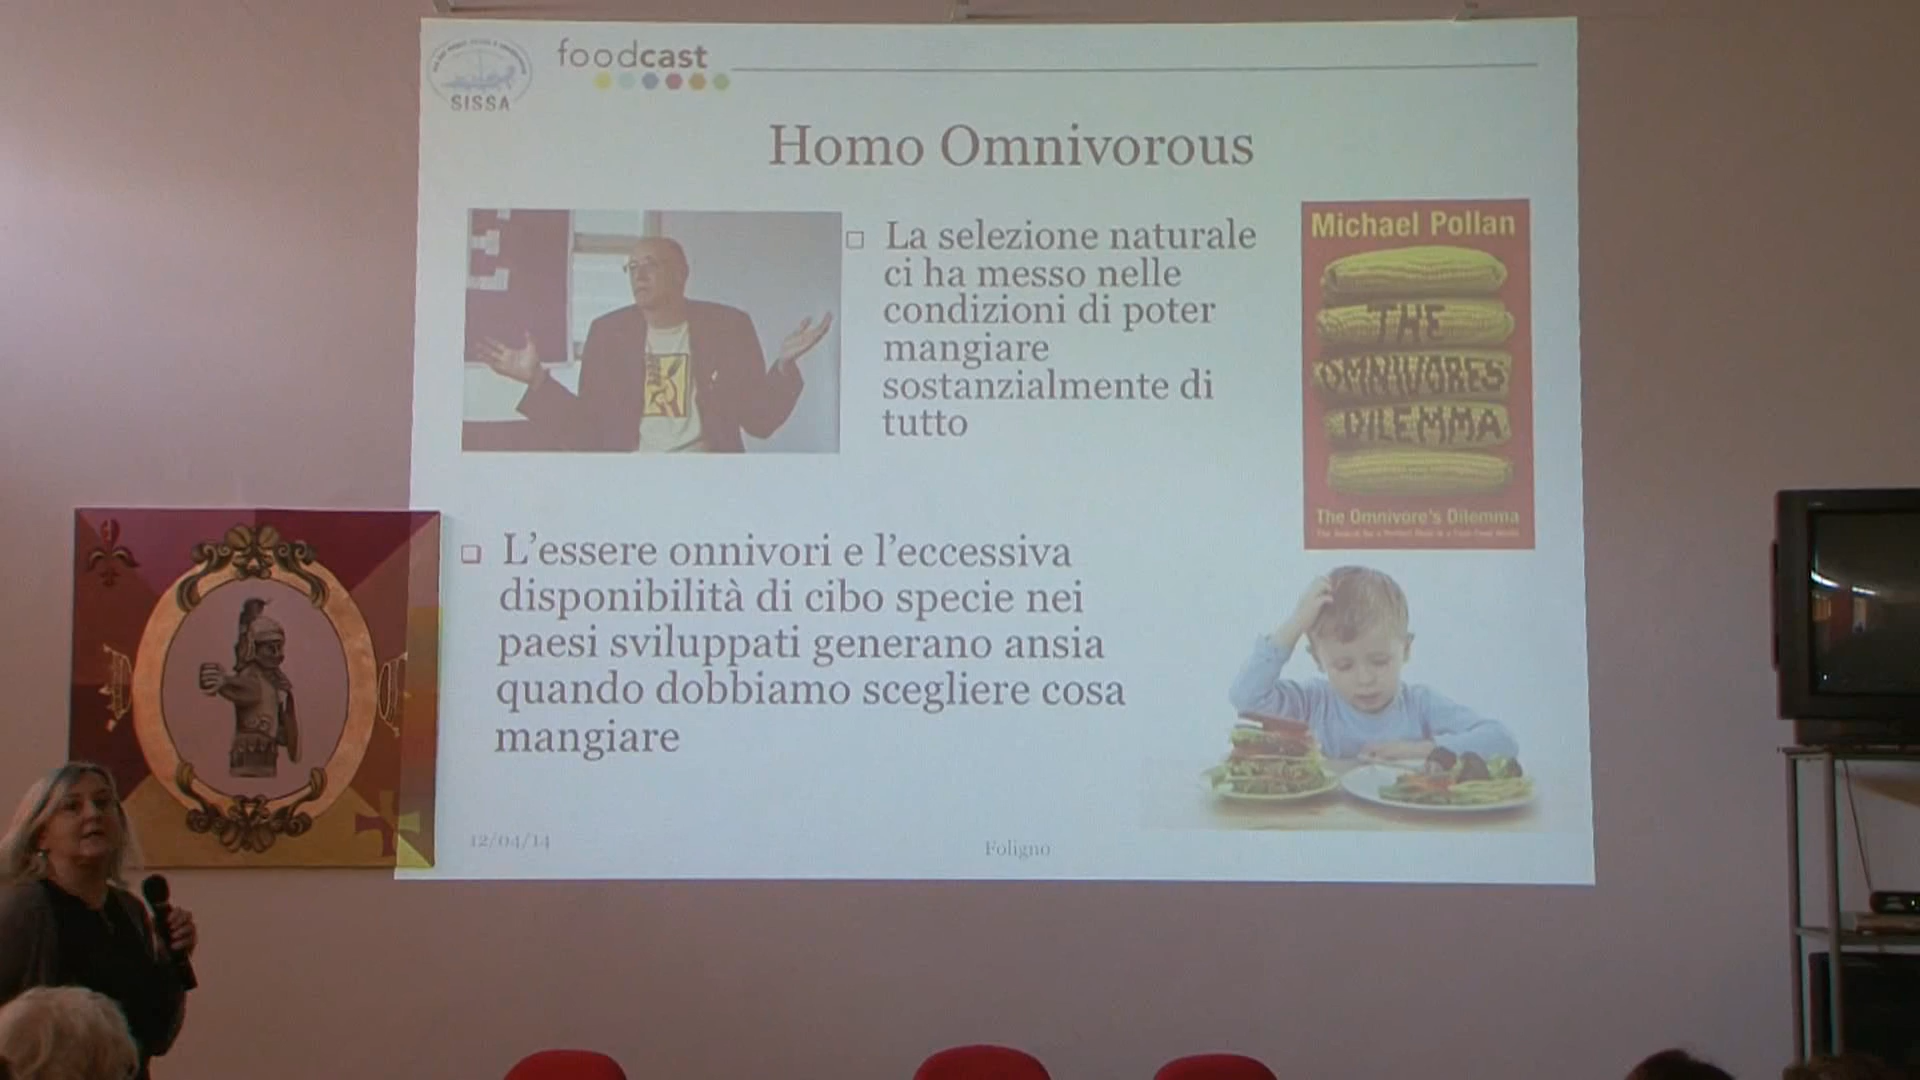 SISSA
foodcast
Homo Omnivorous
La selezione naturale
ci ha messo nelle
condizioni di poter
mangiare
sostanzialmente di
tutto
Michael Pollan
THE
OMNIVORES
DILEMMA
The Omnivore's Dilemma
L'essere onnivori e l'eccessiva
disponibilità di cibo specie nei
paesi sviluppati generano ansia
quando dobbiamo scegliere cosa
mangiare
12/04/14
Foligno